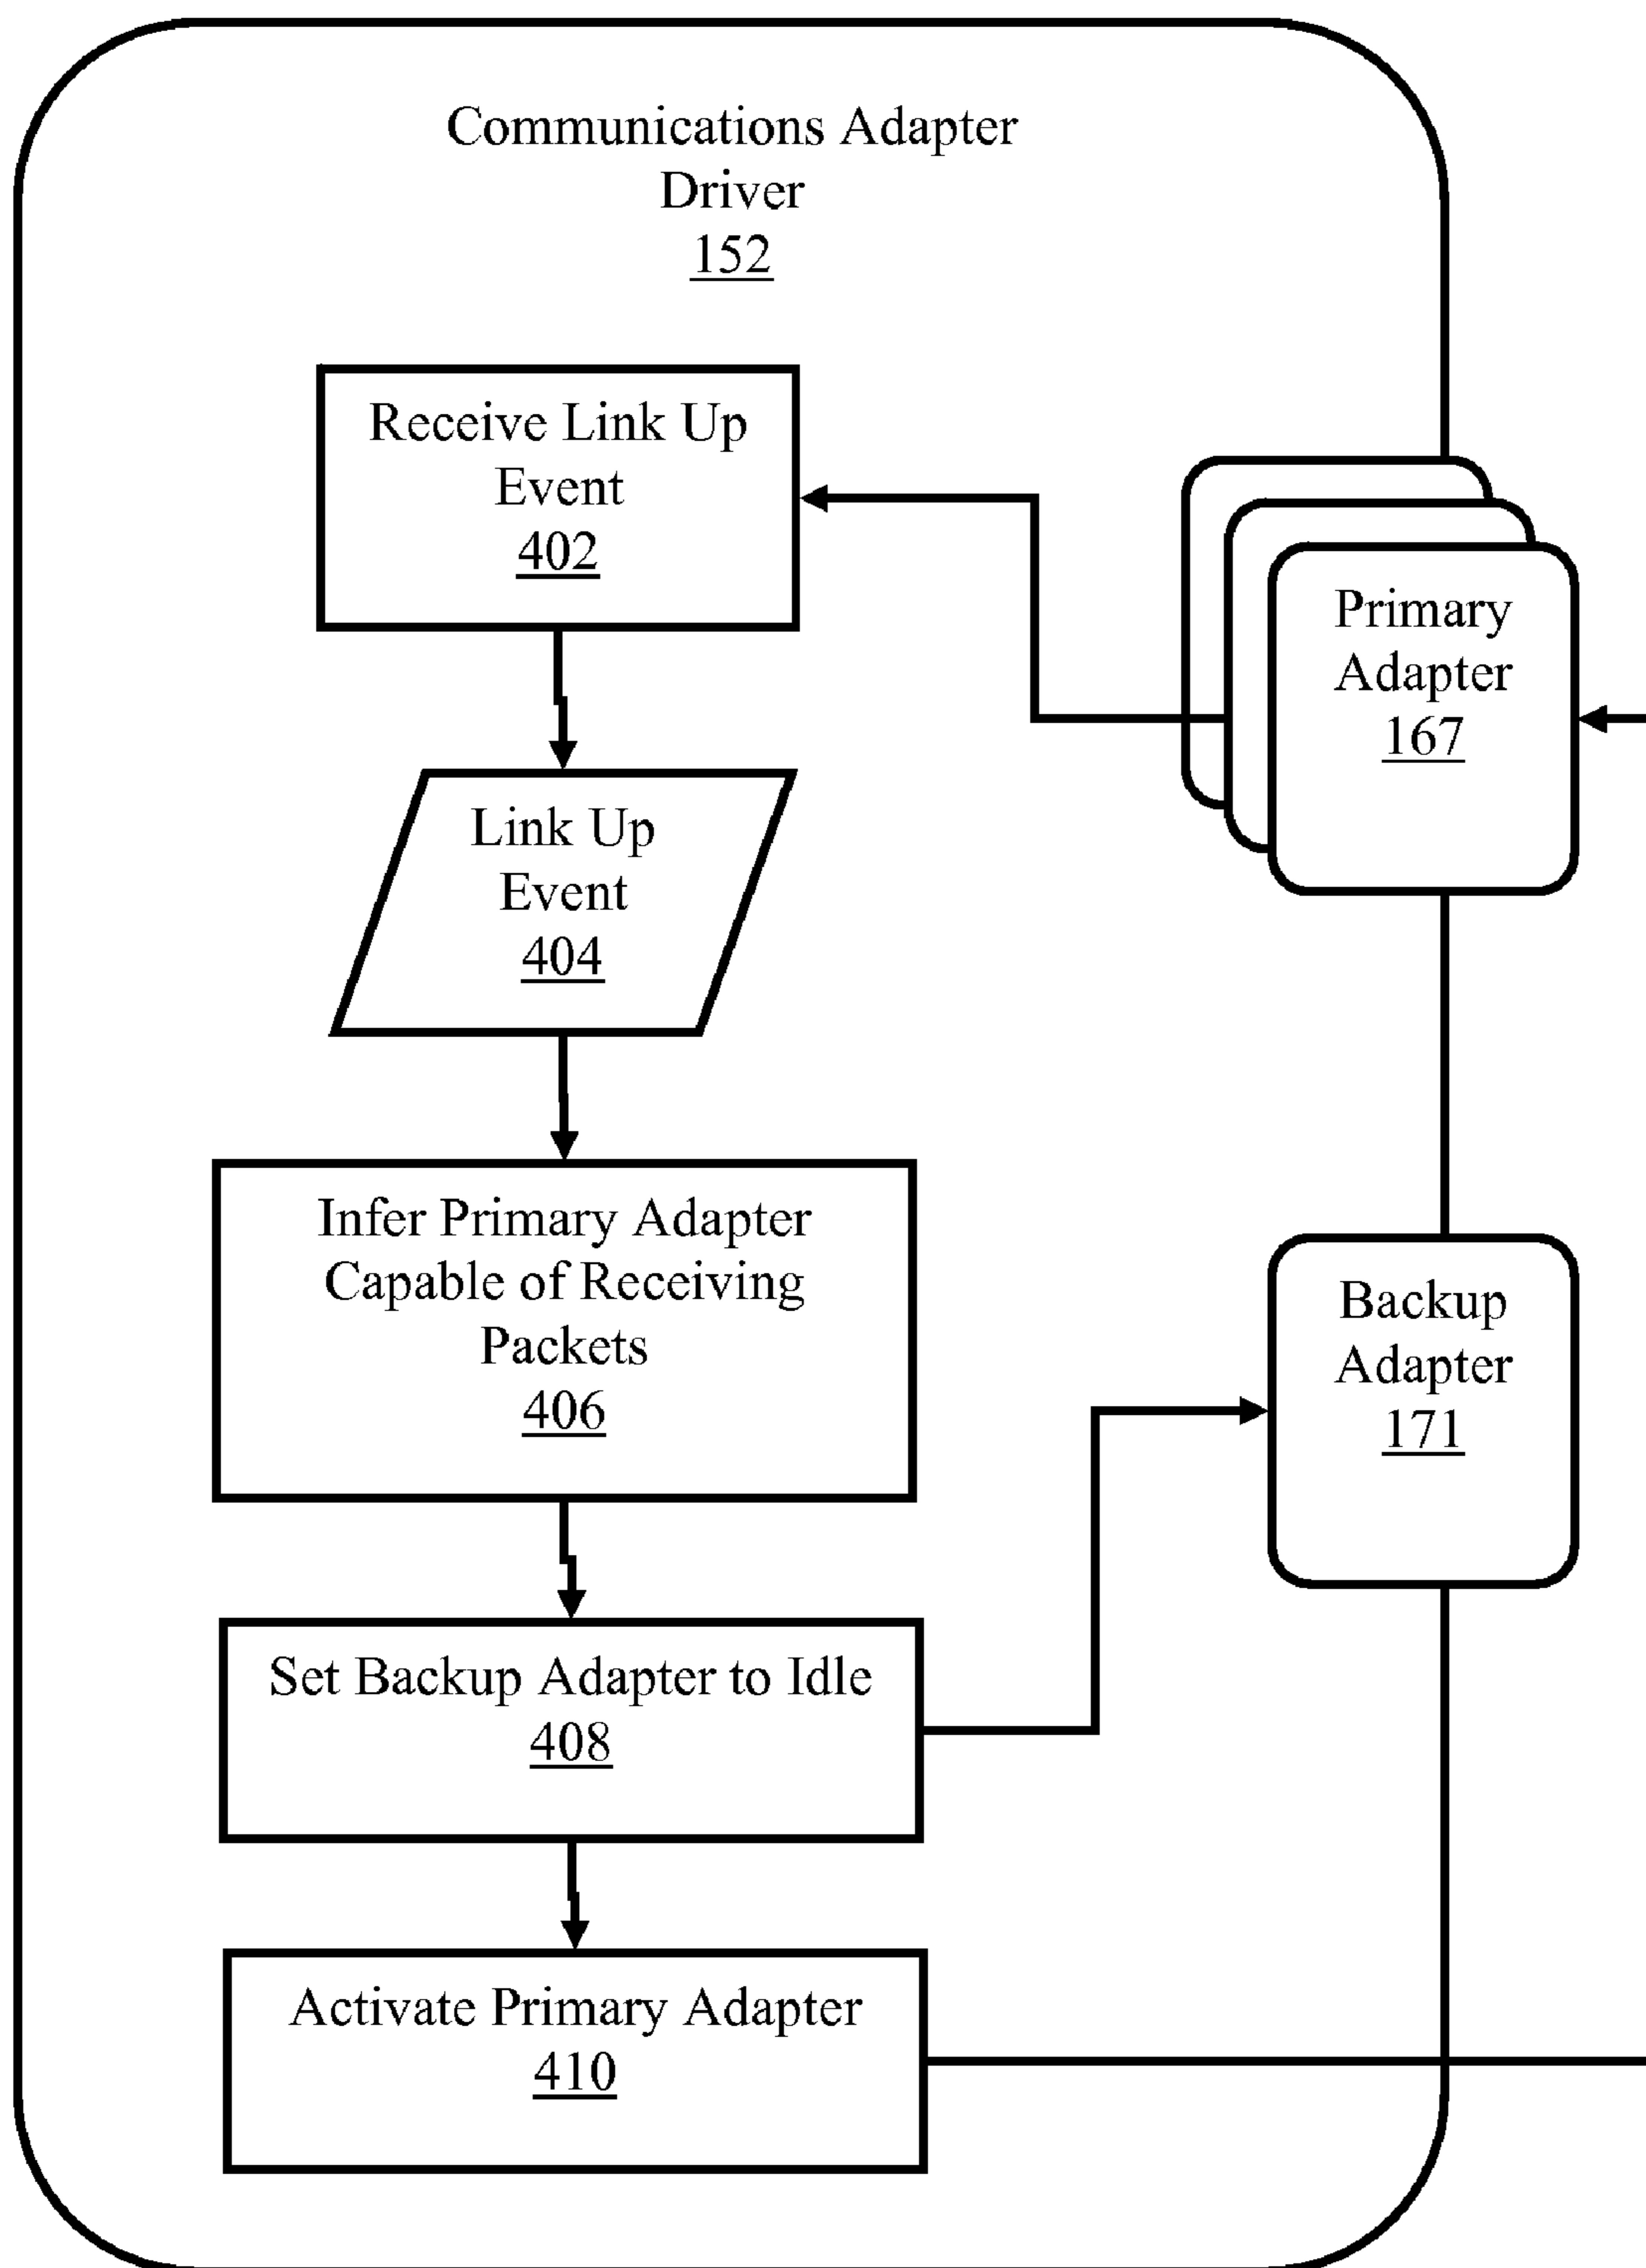 Communications Adapter
Driver
152
Receive Link Up
Event
402
Primary
Adapter
167
Link Up
Event
404
Infer Primary Adapter
Capable of Receiving
Packets
406
Backup
Adapter
171
Set Backup Adapter to Idle
408
Activate Primary Adapter
410